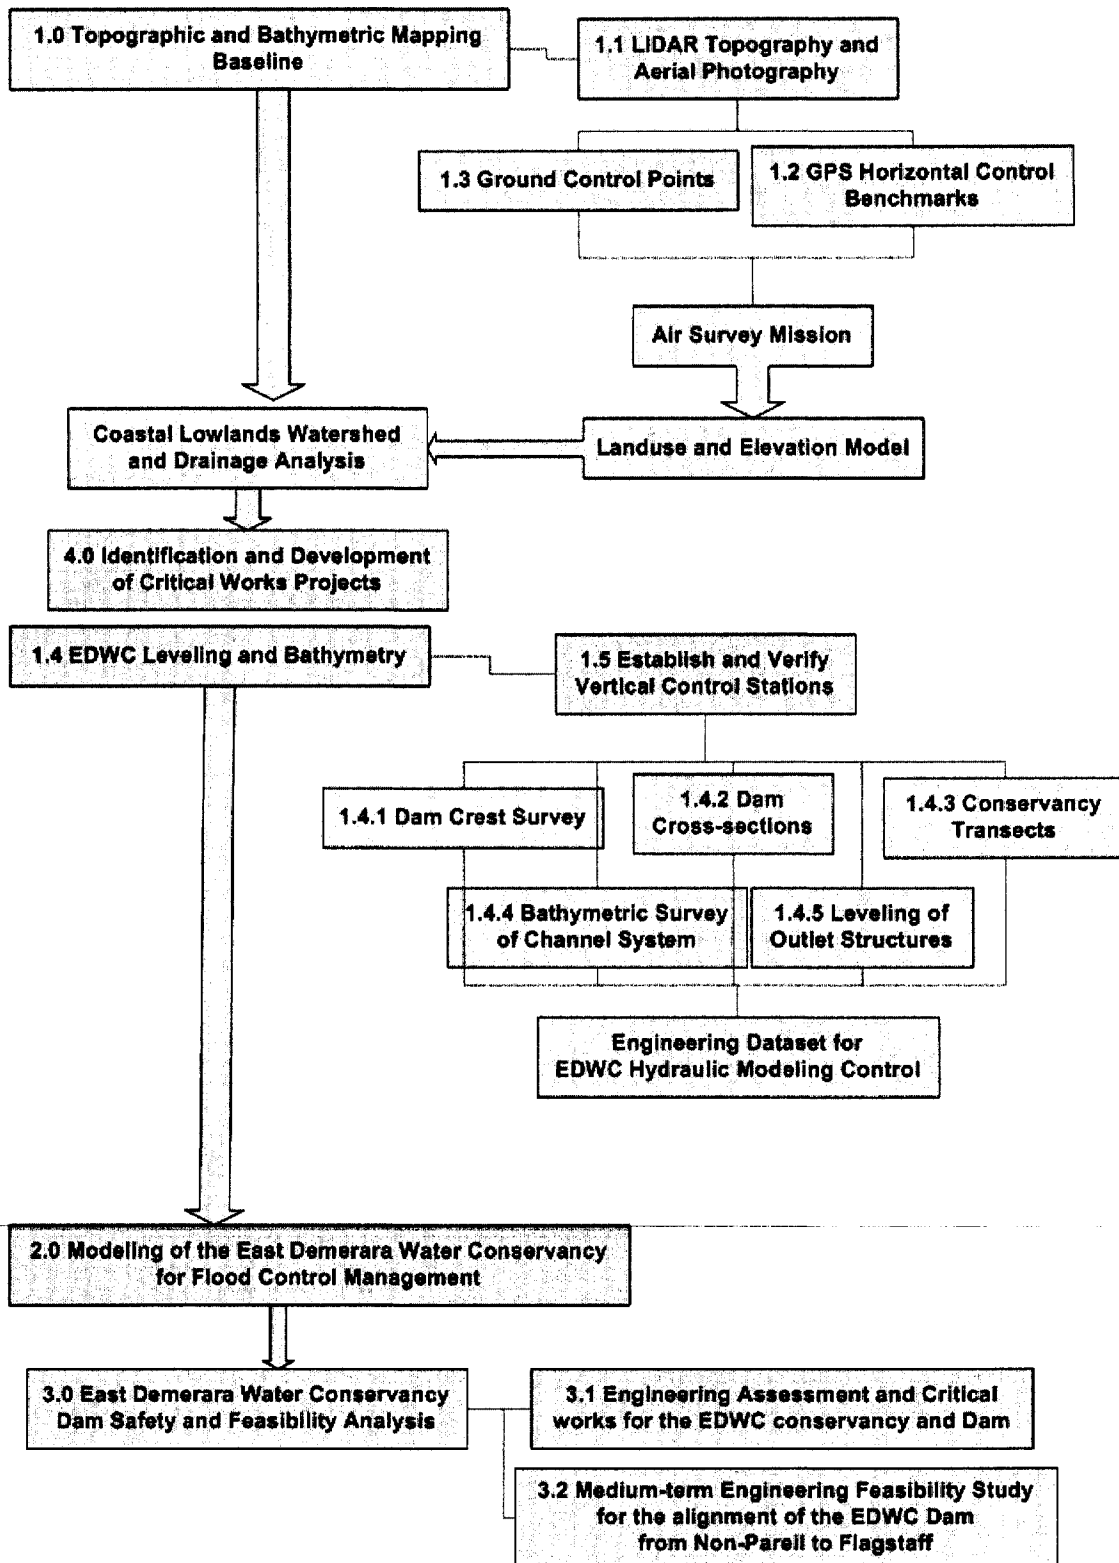 1.0 Topographic and Bathymetric Mapping
Baseline
1.1 LIDAR Topography and
Aerial Photography
1.3 Ground Control Points
1.2 GPS Horizontal Control
Benchmarks
Air Survey Mission
Coastal Lowlands Watershed
and Drainage Analysis
Landuse and Elevation Model
4.0 Identification and Development
of Critical Works Projects
1.4 EDWC Leveling and Bathymetry
1.5 Establish and Verify
Vertical Control Stations
1.4.1 Dam Crest Survey
1.4.2 Dam
Cross-sections
1.4.3 Conservancy
Transects
1.4.4 Bathymetric Survey
of Channel System
1.4.5 Leveling of
Outlet Structures
Engineering Dataset for
EDWC Hydraulic Modeling Control
2.0 Modeling of the East Demerara Water Conservancy
for Flood Control Management
3.0 East Demerara Water Conservancy
Dam Safety and Feasibility Analysis
3.1 Engineering Assessment and Critical
works for the EDWC conservancy and Dam
3.2 Medium-term Engineering Feasibility Study
for the alignment of the EDWC Dam
from Non-Pareil to Flagstaff